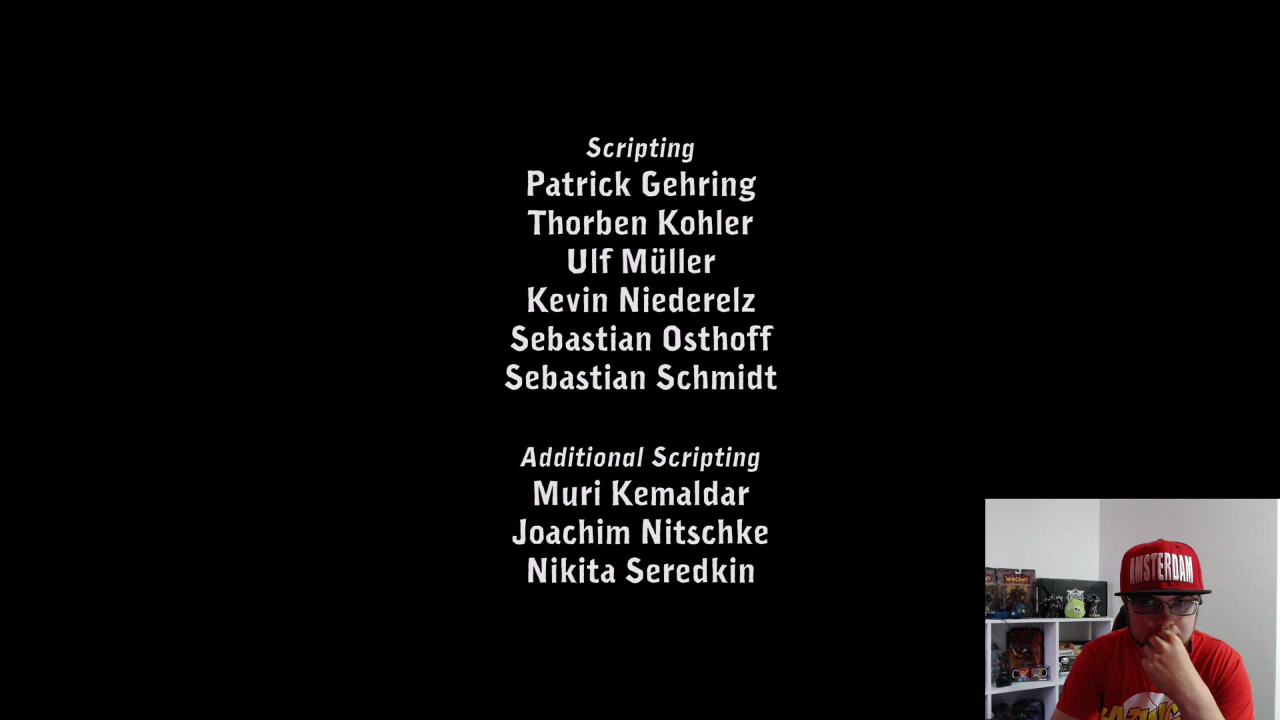 Scripting
Patrick Gehring
Thorben Kohler
Ulf Müller
Kevin Niederelz
Sebastian Osthoff
Sebastian Schmidt
Additional Scripting
Muri Kemaldar
Joachim Nitschke
Nikita Seredkin
AMSTERDAM
WARCRAFT